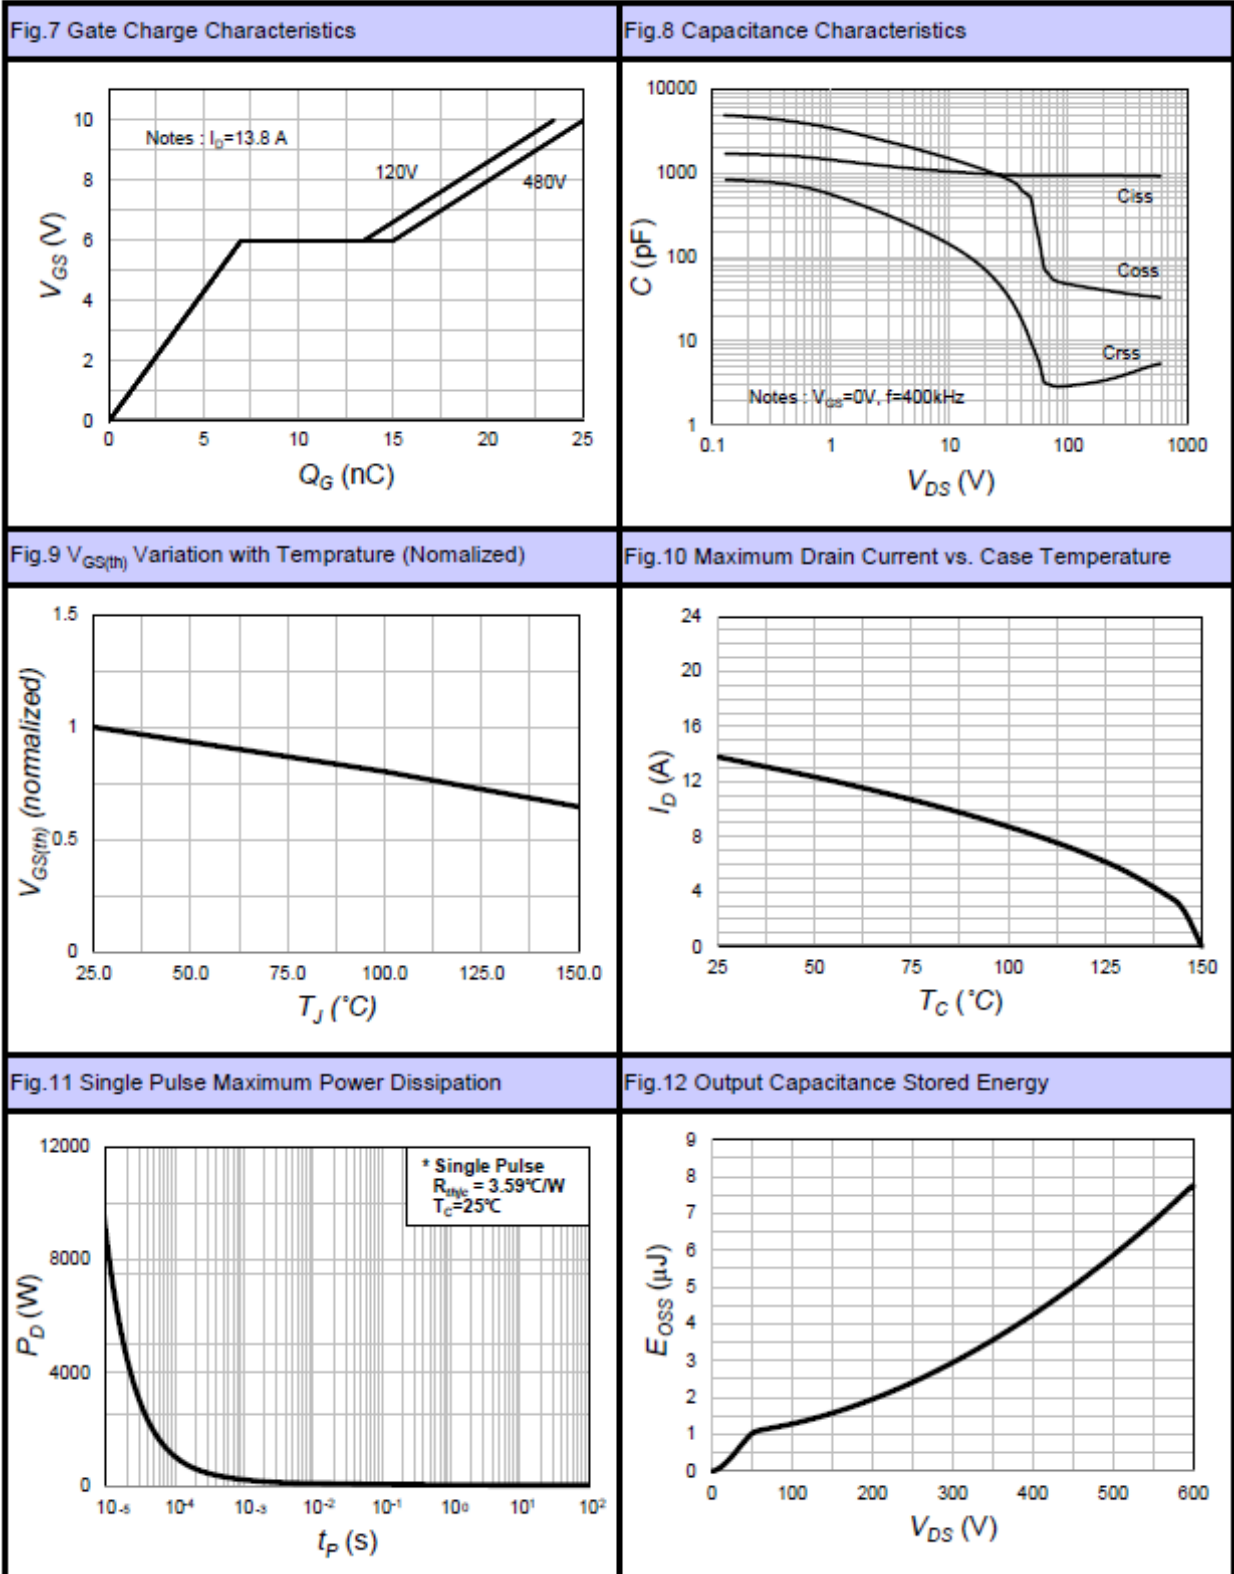 Fig.7 Gate Charge Characteristics
10
8
6
4
2
0
0 5 10 15 20 25
VGS (V)
QG (nC)
Notes : ID=13.8 A
120V
480V
Fig.8 Capacitance Characteristics
10000
1000
100
10
1
0.1 1 10 100 1000
C (pF)
VDS (V)
Ciss
Coss
Crss
Notes : VGS=0V, f=400kHz
Fig.9 VGS(th) Variation with Temprature (Nomalized)
1.5
1
0.5
0
25.0 50.0 75.0 100.0 125.0 150.0
VGS(th) (normalized)
TJ (°C)
Fig.10 Maximum Drain Current vs. Case Temperature
24
20
16
12
8
4
0
25 50 75 100 125 150
ID (A)
TC (°C)
Fig.11 Single Pulse Maximum Power Dissipation
12000
8000
4000
0
10-5 10-4 10-3 10-2 10-1 100 101 102
PD (W)
tP (s)
* Single Pulse
Rthjc = 3.59℃/W
TC=25℃
Fig.12 Output Capacitance Stored Energy
9
8
7
6
5
4
3
2
1
0
0 100 200 300 400 500 600
EOSS (μJ)
VDS (V)